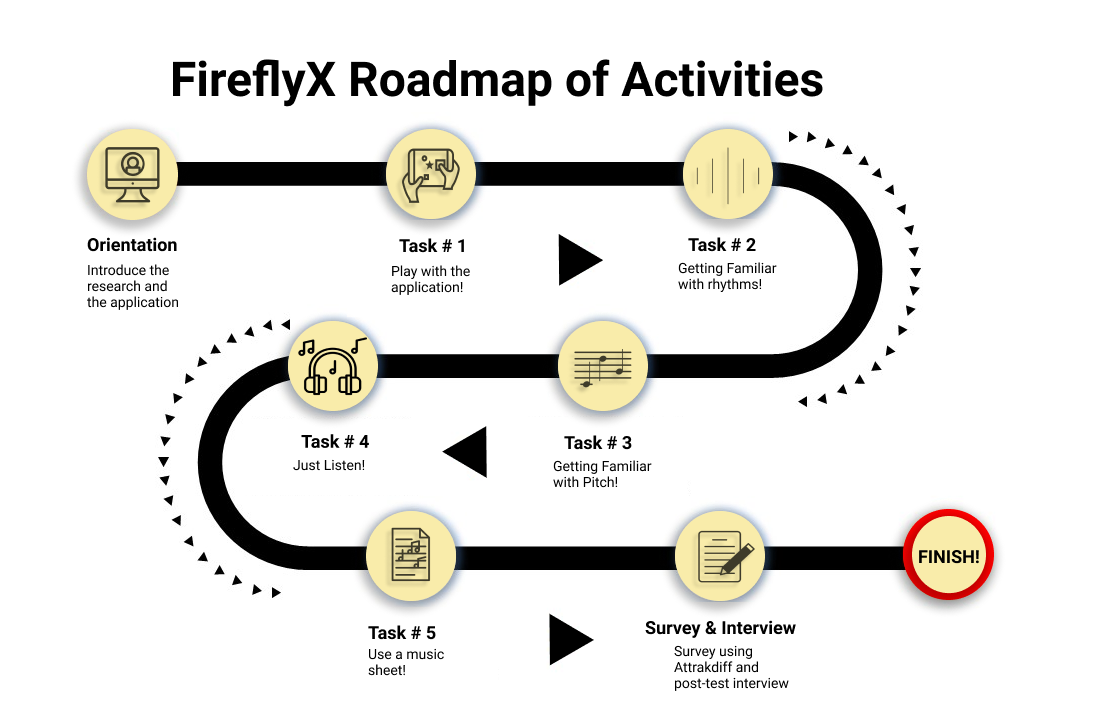 FireflyX Roadmap of Activities
Orientation
Introduce the
research and
the application
Task # 1
Play with the
application!
Task # 2
Getting Familiar
with rhythms!
Task # 3
Getting Familiar
with Pitch!
Task # 4
Just Listen!
Task # 5
Use a music
sheet!
Survey & Interview
Survey using
Attrakdiff and
post-test interview
FINISH!